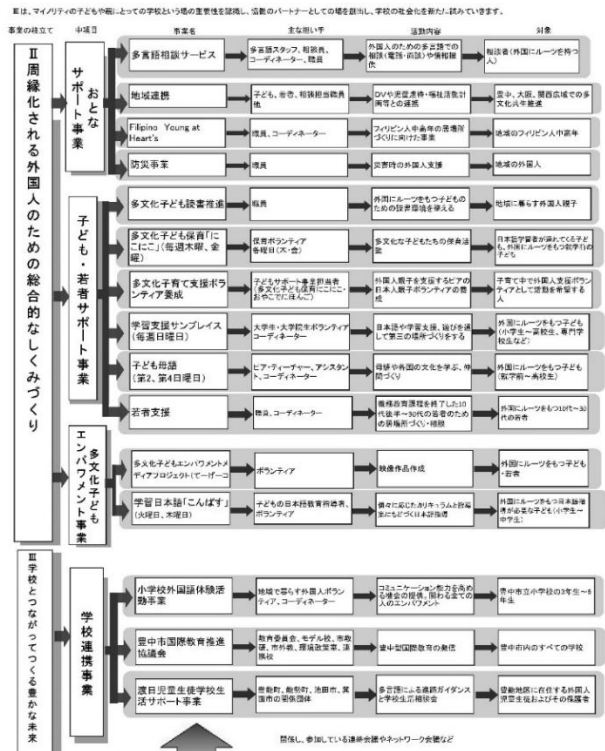 Ⅲは、マイノリティの子どもや親にとっての学校という場の重要性を認識し、協働のパートナーとしての場を創出し、学校の社会化を新たに試みていきます。
事業の組立て 中項目 事業名 主な担い手 活動内容 対象
Ⅱ周縁化される外国人のための総合的なしくみづくり
おとなサポート事業
多言語相談サービス
多言語スタッフ、相談員、
コーディネーター、職員
外国人のための多言語での
相談(電話・面談)や情報提
供
相談者(外国にルーツを持つ
人)
地域連携
子ども、若者、相談担当職員
他
DVや児童虐待・福祉活動計
画等との連携
豊中、大阪、関西広域での多
文化共生推進
Filipino Young at
Heart's
職員、コーディネーター
フィリピン人中高年の居場所
づくりに向けた事業
地域のフィリピン人中高年
防災事業
職員
災害時の外国人支援
地域の外国人
子ども・若者サポート事業
多文化子ども読書推進
職員
外国にルーツをもつ子どもの
ための読書環境を整える
地域に暮らす外国人親子
多文化子ども保育「に
こにこ」(毎週木曜、金
曜)
保育ボランティア
各曜日(木・金)
多文化な子どもたちの保育活
動
日本語学習者が連れてくる子ど
も、外国にルーツをもつ就学前の
子ども
多文化子育て支援ボラ
ンティア養成
子どもサポート事業担当者
(多文化子ども保育にこにこ・
おやこでにほんご)
外国人親子を支援するピアの
日本人親子ボランティアの養
成
子育て中で外国人支援ボラン
ティアとして活動を希望する
人
学習支援サンプレイス
(毎週日曜日)
大学生・大学院生ボランティア
コーディネーター
日本語や学習支援、遊びを通
して第三の場所づくりをする
外国にルーツをもつ子ども
(小学生~高校生、専門学
校生など)
子ども母語
(第2、第4日曜日)
ピア・ティーチャー、アシスタン
ト、コーディネーター
母語や外国の文化を学ぶ、仲
間づくり
外国にルーツをもつ子ども
(就学前~高校生)
若者支援
職員、コーディネーター
義務教育課程を終了した10代
後半~30代の若者のための
居場所づくり・相談
外国にルーツをもつ10代~30
代の若者
多文化子どもエンパワメント事業
多文化子どもエンパワメントメ
ディアプロジェクト(てーげーコ
ボランティア
映像作品作成
外国にルーツをもつ子ども
・若者
学習日本語「こんぱす」
(火曜日、木曜日)
子どもの日本語教育指導者、
ボランティア
個々に応じたカリキュラムと指導
案にもとづく日本語指導
外国にルーツをもつ日本語指
導が必要な子ども(小学生~
中学生)
Ⅲ学校とつながってつくる豊かな未来
学校連携事業
小学校外国語体験活
動事業
地域で暮らす外国人ボラン
ティア、コーディネーター
コミュニケーション能力を高め
る機会の提供、関わる全ての
人のエンパワメント
豊中市立小学校の3年生~6
年生
豊中市国際教育推進
協議会
教育委員会、モデル校、市教
研、市外教、環境政策室、渡
豊中型国際教育の発信
豊中市内のすべての学校
渡日児童生徒学校生
活サポート事業
豊能町、能勢町、池田市、箕
面市の関係団体
多言語による進路ガイダンス
と学校生活相談会
豊能地区に在住する外国人
児童生徒およびその保護者
関係し、参加している連絡会議やネットワーク会議など